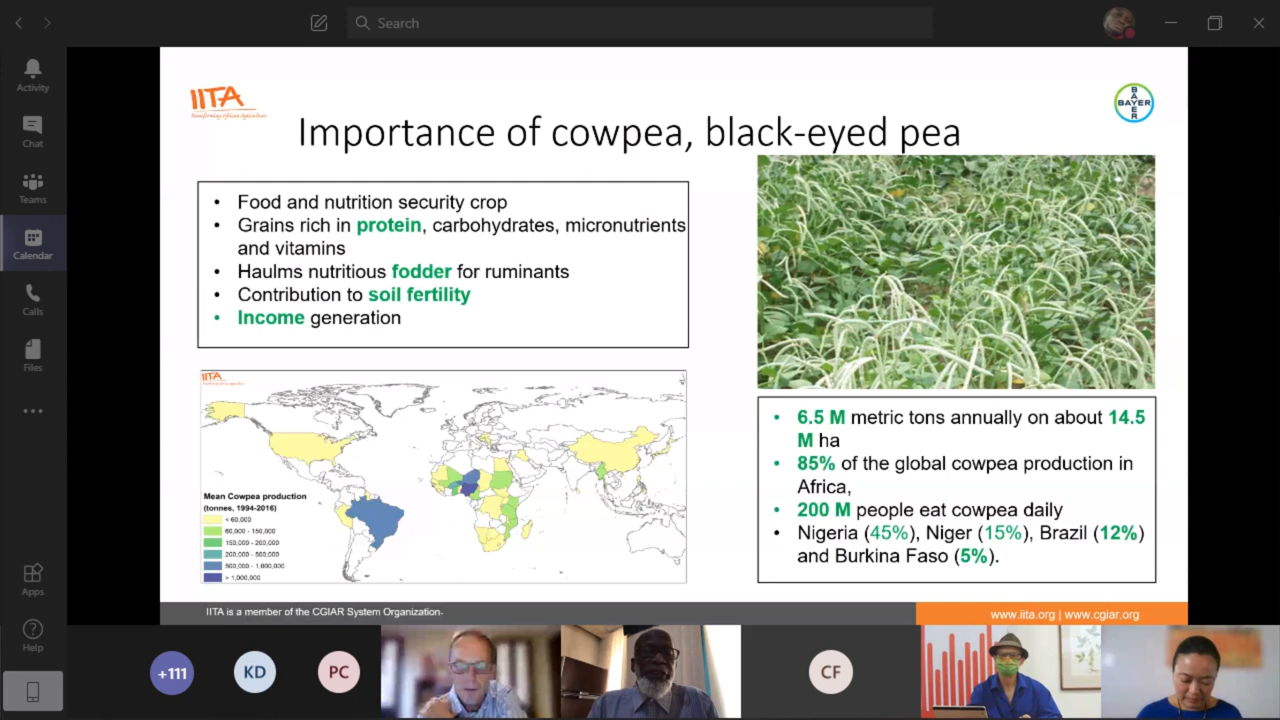 Search
Activity
Chat
Teams
Calendar
Calls
Files
Apps
Help
IITA
Transforming African Agriculture
BAYER
BAYER
Importance of cowpea, black-eyed pea
• Food and nutrition security crop
• Grains rich in protein, carbohydrates, micronutrients
and vitamins
• Haulms nutritious fodder for ruminants
• Contribution to soil fertility
• Income generation
IITA
Mean Cowpea production
(tonnes, 1994-2016)
< 60,000
60,000 - 150,000
150,000 - 200,000
200,000 - 500,000
500,000 - 1,000,000
> 1,000,000
• 6.5 M metric tons annually on about 14.5
M ha
• 85% of the global cowpea production in
Africa,
• 200 M people eat cowpea daily
• Nigeria (45%), Niger (15%), Brazil (12%)
and Burkina Faso (5%).
IITA is a member of the CGIAR System Organization.
www.iita.org | www.cgiar.org
+111
KD
PC
CF